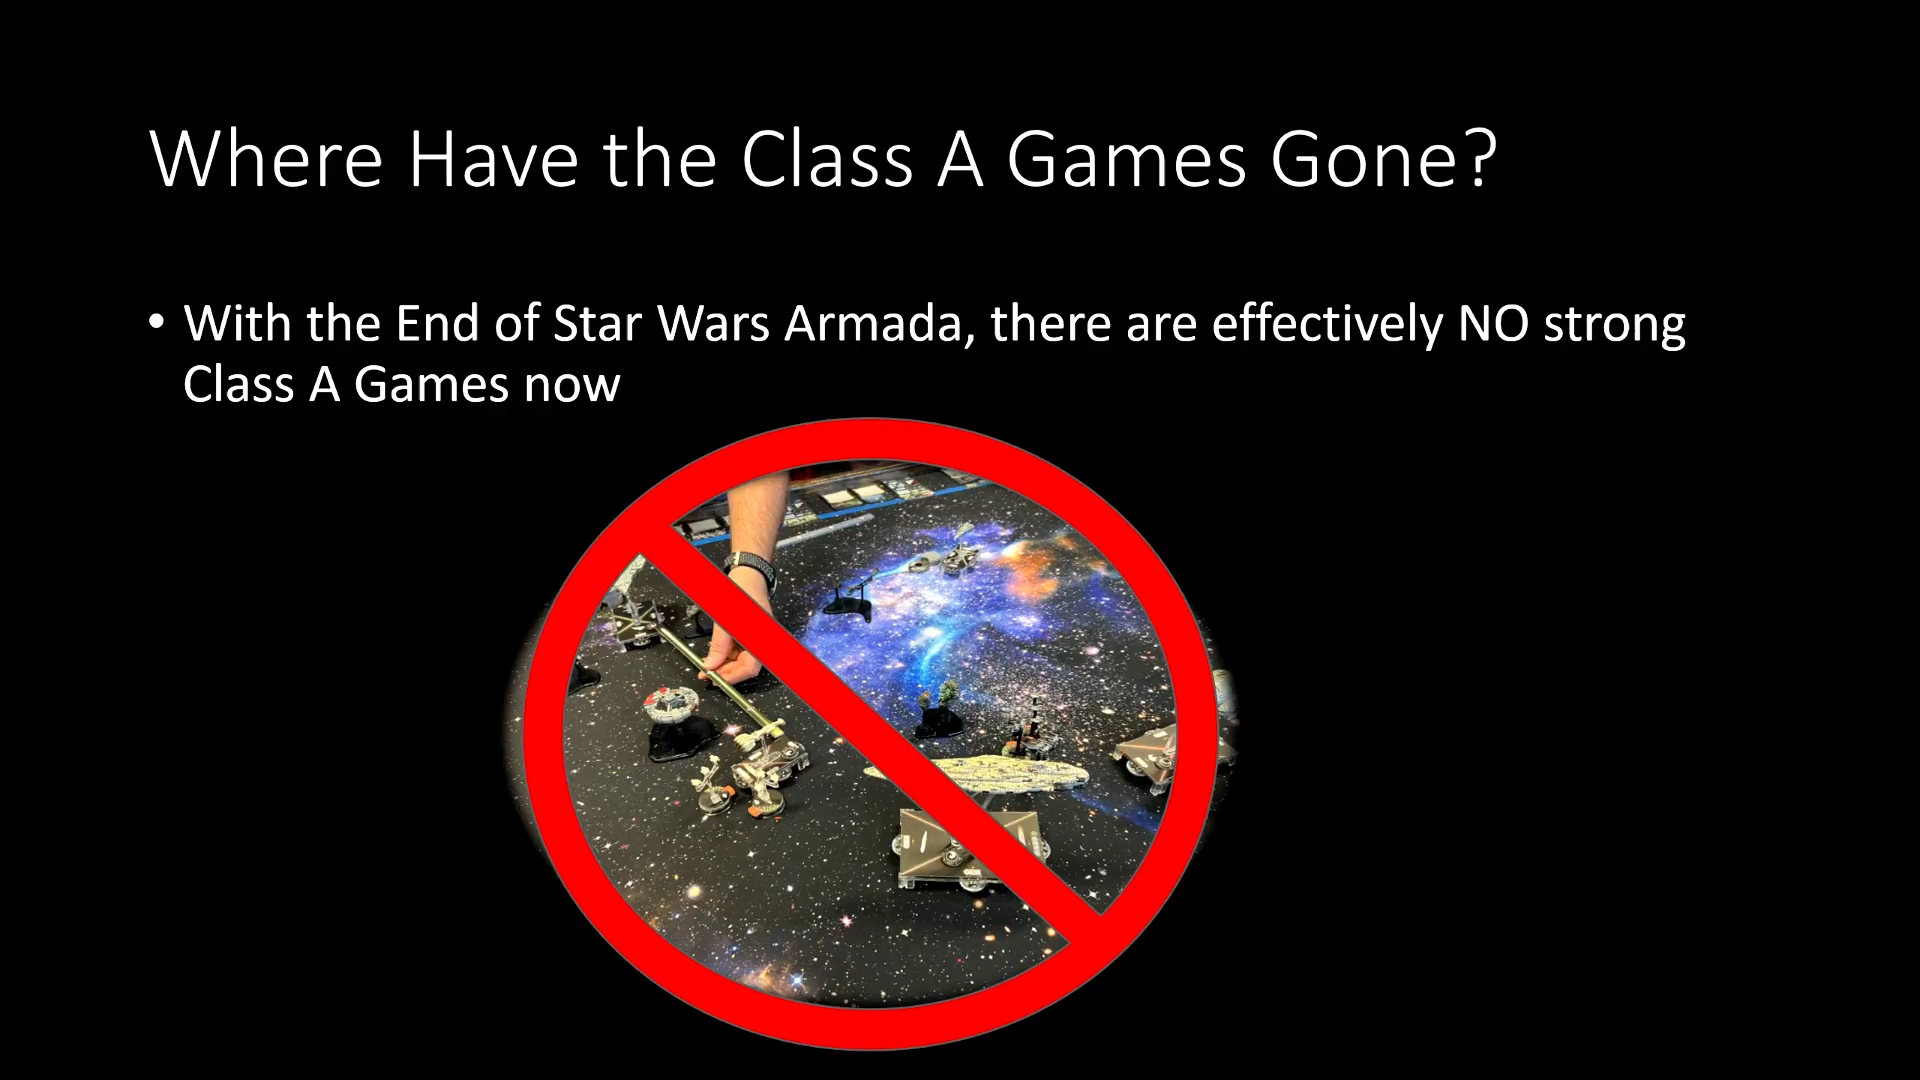 Where Have the Class A Games Gone?
• With the End of Star Wars Armada, there are effectively NO strong
Class A Games now